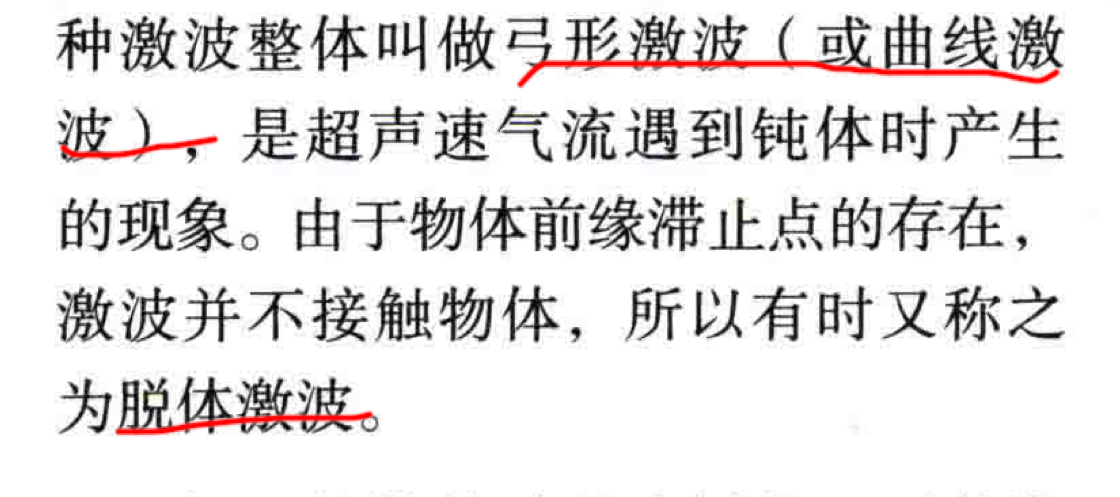 种激波整体叫做弓形激波（或曲线激
波），是超声速气流遇到钝体时产生
的现象。由于物体前缘滞止点的存在，
激波并不接触物体，所以有时又称之
为脱体激波。